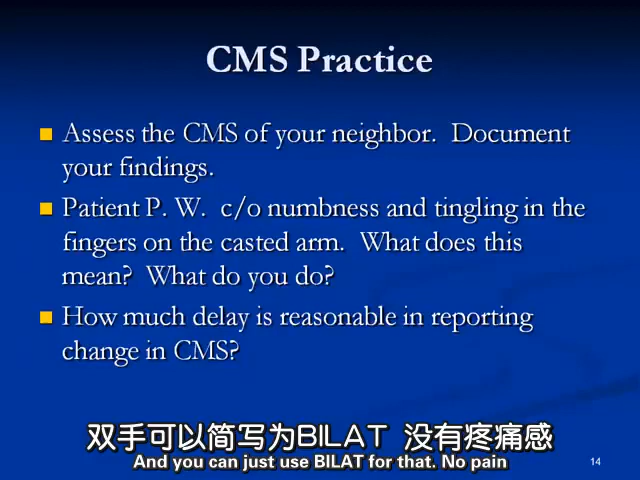 CMS Practice
Assess the CMS of your neighbor.  Document
your findings.
Patient P. W.  c/o numbness and tingling in the
fingers on the casted arm.  What does this
mean?  What do you do?
How much delay is reasonable in reporting
change in CMS?
双手可以简写为BILAT 没有疼痛感
And you can just use BILAT for that. No pain
14